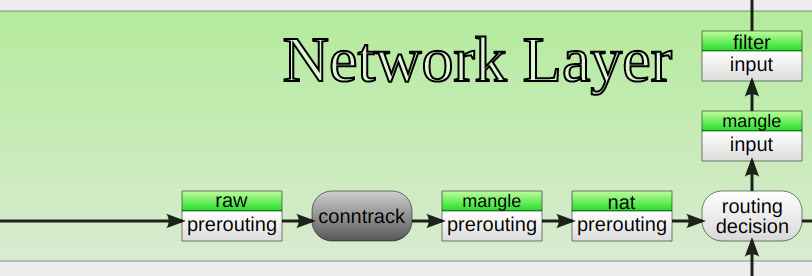 Network Layer
filter
input
mangle
input
raw
prerouting
conntrack
mangle
prerouting
nat
prerouting
routing
decision